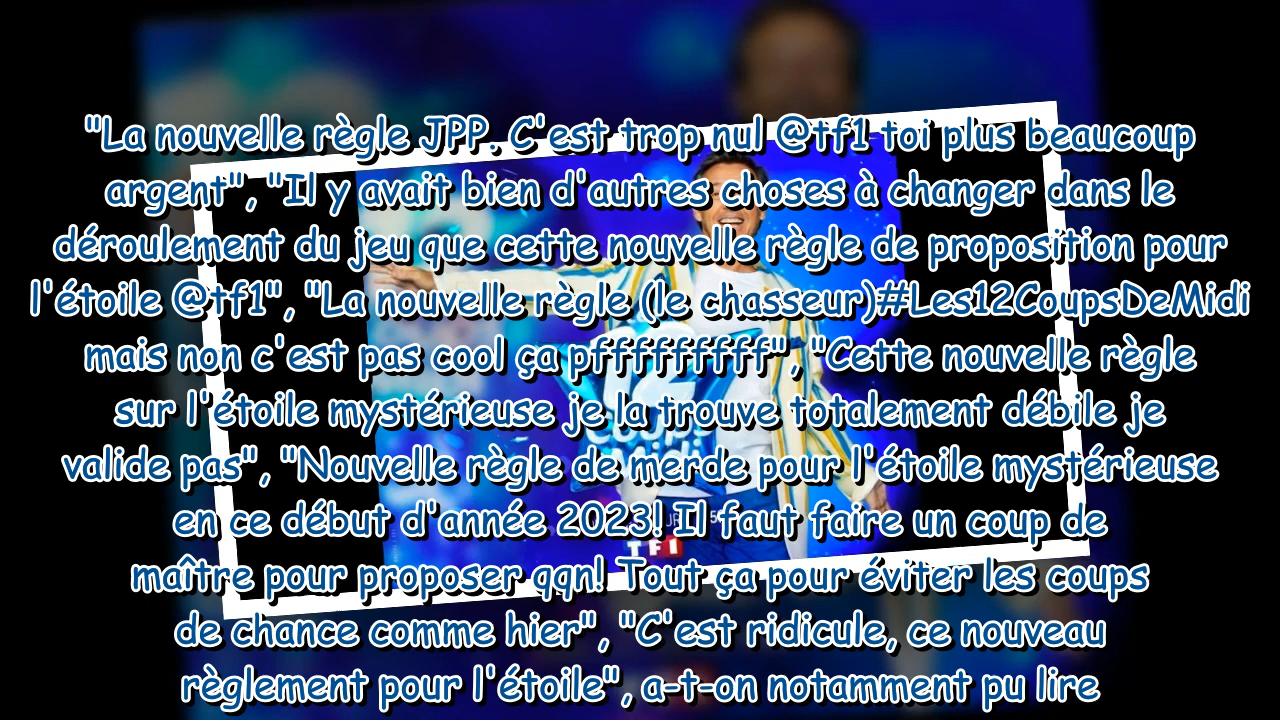 "La nouvelle règle JPP. C'est trop nul @tf1 toi plus beaucoup
argent", "Il y avait bien d'autres choses à changer dans le
déroulement du jeu que cette nouvelle règle de proposition pour
l'étoile @tf1", "La nouvelle règle (le chasseur)#Les12CoupsDeMidi
mais non c'est pas cool ça pfffffffff", "Cette nouvelle règle
sur l'étoile mystérieuse je la trouve totalement débile je
valide pas", "Nouvelle règle de merde pour l'étoile mystérieuse
en ce début d'année 2023! Il faut faire un coup de
maître pour proposer qqn! Tout ça pour éviter les coups
de chance comme hier", "C'est ridicule, ce nouveau
règlement pour l'étoile", a-t-on notamment pu lire
12
COUPS
MIDI
TF1